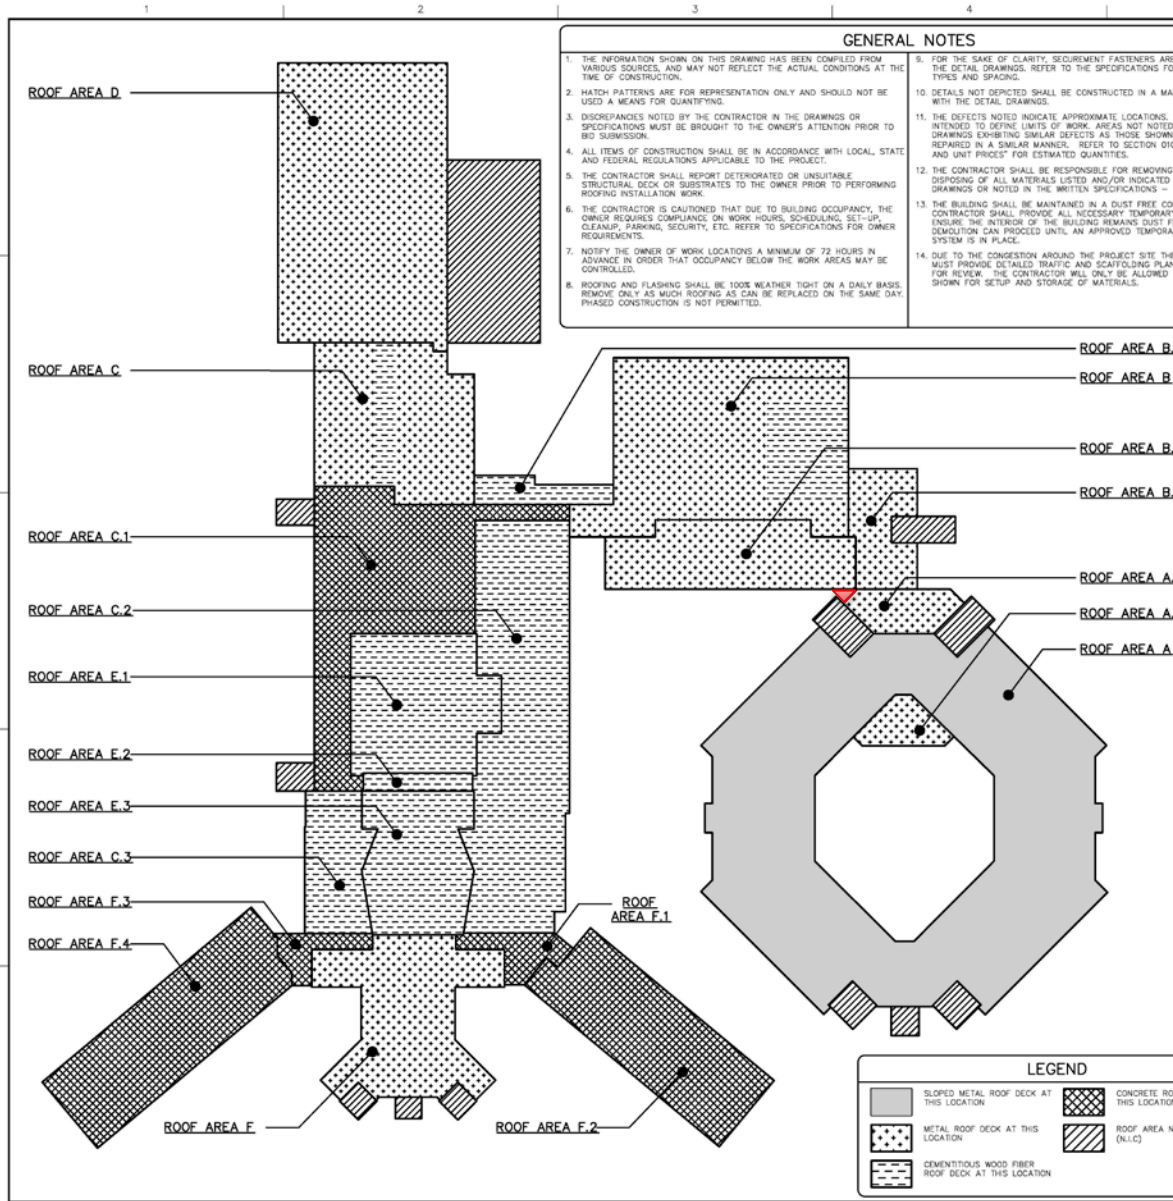 1 2 3 4
GENERAL NOTES
1. THE INFORMATION SHOWN ON THIS DRAWING HAS BEEN COMPILED FROM
VARIOUS SOURCES, AND MAY NOT REFLECT THE ACTUAL CONDITIONS AT THE
TIME OF CONSTRUCTION.
2. HATCH PATTERNS ARE FOR REPRESENTATION ONLY AND SHOULD NOT BE
USED A MEANS FOR QUANTIFYING.
3. DISCREPANCIES NOTED BY THE CONTRACTOR IN THE DRAWINGS OR
SPECIFICATIONS MUST BE BROUGHT TO THE OWNER'S ATTENTION PRIOR TO
BID SUBMISSION.
4. ALL ITEMS OF CONSTRUCTION SHALL BE IN ACCORDANCE WITH LOCAL, STATE
AND FEDERAL REGULATIONS APPLICABLE TO THE PROJECT.
5. THE CONTRACTOR SHALL REPORT DETERIORATED OR UNSUITABLE
STRUCTURAL DECK OR SUBSTRATES TO THE OWNER PRIOR TO PERFORMING
ROOFING INSTALLATION WORK.
6. THE CONTRACTOR IS CAUTIONED THAT DUE TO BUILDING OCCUPANCY, THE
OWNER REQUIRES COMPLIANCE ON WORK HOURS, SCHEDULING, SET-UP,
CLEANUP, PARKING, SECURITY, ETC. REFER TO SPECIFICATIONS FOR OWNER
REQUIREMENTS.
7. NOTIFY THE OWNER OF WORK LOCATIONS A MINIMUM OF 72 HOURS IN
ADVANCE IN ORDER THAT OCCUPANCY BELOW THE WORK AREAS MAY BE
CONTROLLED.
8. ROOFING AND FLASHING SHALL BE 100% WEATHER TIGHT ON A DAILY BASIS.
REMOVE ONLY AS MUCH ROOFING AS CAN BE REPLACED ON THE SAME DAY.
PHASED CONSTRUCTION IS NOT PERMITTED.
9. FOR THE SAKE OF CLARITY, SECUREMENT FASTENERS ARE
THE DETAIL DRAWINGS. REFER TO THE SPECIFICATIONS FO
TYPES AND SPACING.
10. DETAILS NOT DEPICTED SHALL BE CONSTRUCTED IN A MA
WITH THE DETAIL DRAWINGS.
11. THE DEFECTS NOTED INDICATE APPROXIMATE LOCATIONS.
INTENDED TO DEFINE LIMITS OF WORK. AREAS NOT NOTED
DRAWINGS EXHIBITING SIMILAR DEFECTS AS THOSE SHOWN
REPAIRED IN A SIMILAR MANNER. REFER TO SECTION 010
AND UNIT PRICES" FOR ESTIMATED QUANTITIES.
12. THE CONTRACTOR SHALL BE RESPONSIBLE FOR REMOVING
DISPOSING OF ALL MATERIALS LISTED AND/OR INDICATED
DRAWINGS OR NOTED IN THE WRITTEN SPECIFICATIONS –
13. THE BUILDING SHALL BE MAINTAINED IN A DUST FREE CO
CONTRACTOR SHALL PROVIDE ALL NECESSARY TEMPORARY
ENSURE THE INTERIOR OF THE BUILDING REMAINS DUST F
DEMOLITION CAN PROCEED UNTIL AN APPROVED TEMPORA
SYSTEM IS IN PLACE.
14. DUE TO THE CONGESTION AROUND THE PROJECT SITE THE
MUST PROVIDE DETAILED TRAFFIC AND SCAFFOLDING PLAN
FOR REVIEW. THE CONTRACTOR WILL ONLY BE ALLOWED
SHOWN FOR SETUP AND STORAGE OF MATERIALS.
ROOF AREA D
ROOF AREA C
ROOF AREA C.1
ROOF AREA C.2
ROOF AREA E.1
ROOF AREA E.2
ROOF AREA E.3
ROOF AREA C.3
ROOF AREA F.3
ROOF AREA F.4
ROOF AREA F
ROOF AREA F.2
ROOF
AREA F.1
ROOF AREA B.
ROOF AREA B
ROOF AREA B.
ROOF AREA B.
ROOF AREA A.
ROOF AREA A.
ROOF AREA A
LEGEND
SLOPED METAL ROOF DECK AT
THIS LOCATION
METAL ROOF DECK AT THIS
LOCATION
CEMENTITIOUS WOOD FIBER
ROOF DECK AT THIS LOCATION
CONCRETE RO
THIS LOCATION
ROOF AREA N
(N.I.C)